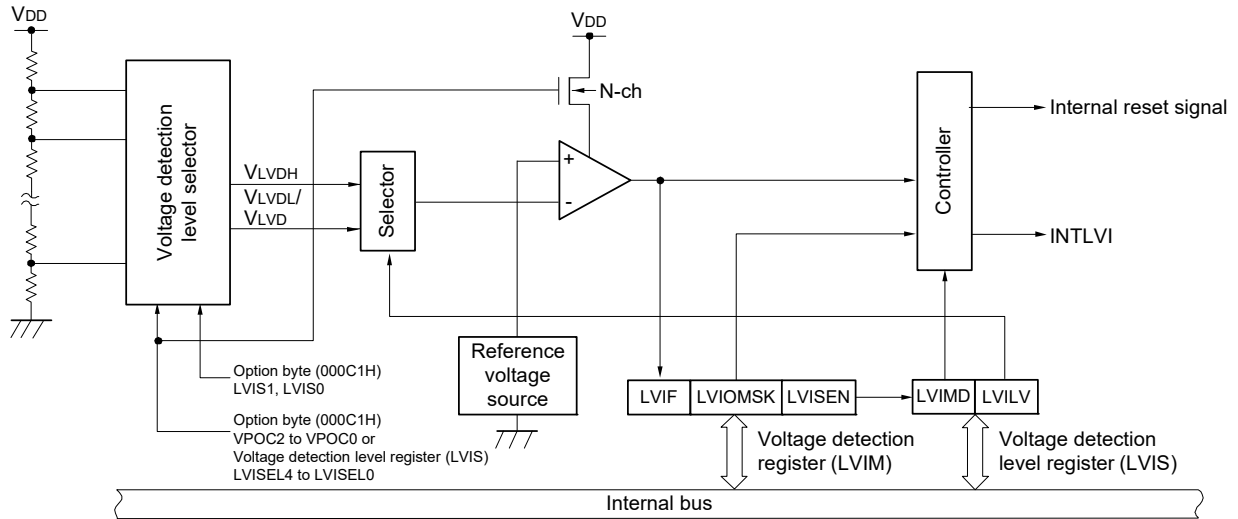 VDD
VDD
N-ch
Voltage detection
level selector
VLVDH
VLVDL/
VLVD
Selector
+
-
Controller
Internal reset signal
INTLVI
Reference
voltage
source
Option byte (000C1H)
LVIS1, LVIS0
Option byte (000C1H)
VPOC2 to VPOC0 or
Voltage detection level register (LVIS)
LVISEL4 to LVISEL0
LVIF
LVIOMSK
LVISEN
LVIMD
LVILV
Voltage detection
register (LVIM)
Voltage detection
level register (LVIS)
Internal bus